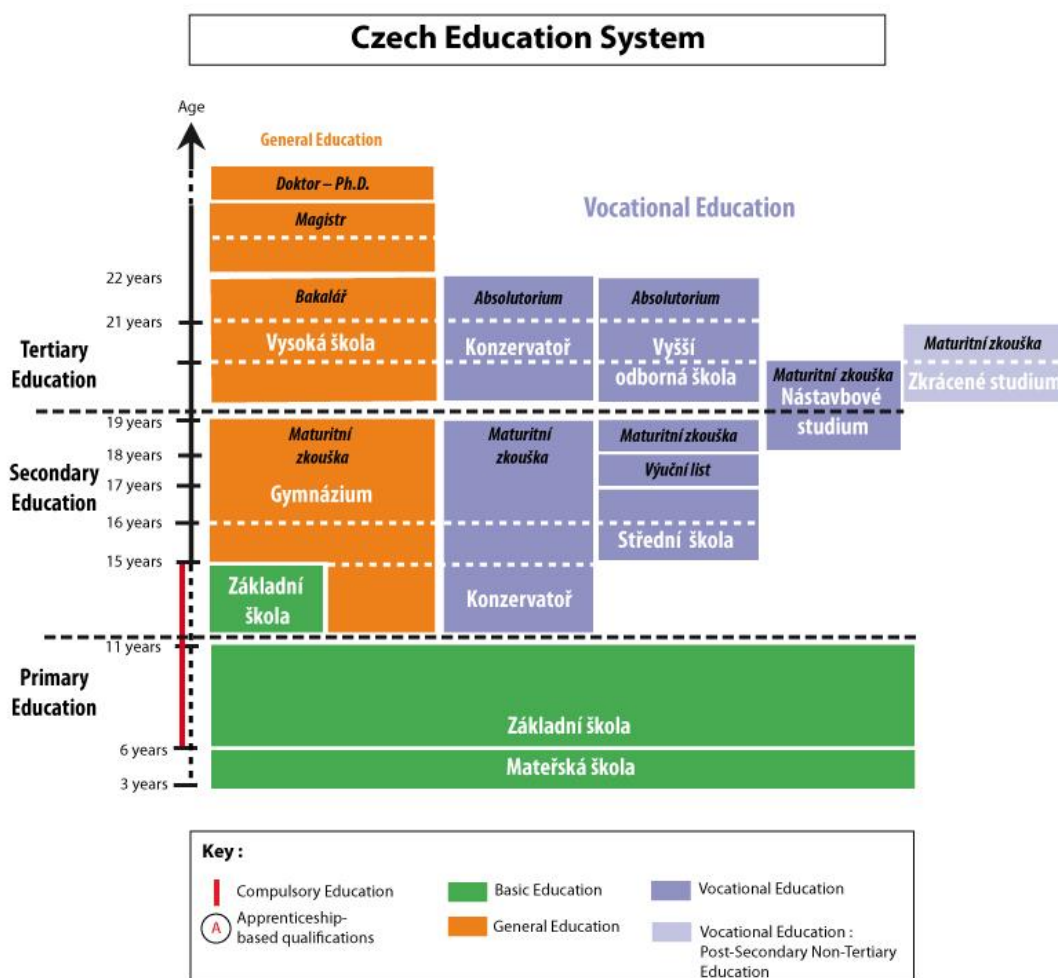 Czech Education System
Age
General Education
Doktor – Ph.D.
Vocational Education
Magistr
22 years
Bakalář
Absolutorium
Absolutorium
21 years
Vysoká škola
Konzervatoř
Vyšší
odborná škola
Maturitní zkouška
Zkrácené studium
Tertiary
Education
Maturitní zkouška
Nástavbové
studium
19 years
Maturitní
zkouška
Maturitní
zkouška
Maturitní zkouška
18 years
Výuční list
Secondary
Education
17 years
Gymnázium
16 years
Střední škola
15 years
Základní
škola
Konzervatoř
11 years
Primary
Education
Základní škola
6 years
Mateřská škola
3 years
Key :
Compulsory Education
A
Apprenticeship-
based qualifications
Basic Education
General Education
Vocational Education
Vocational Education :
Post-Secondary Non-Tertiary
Education